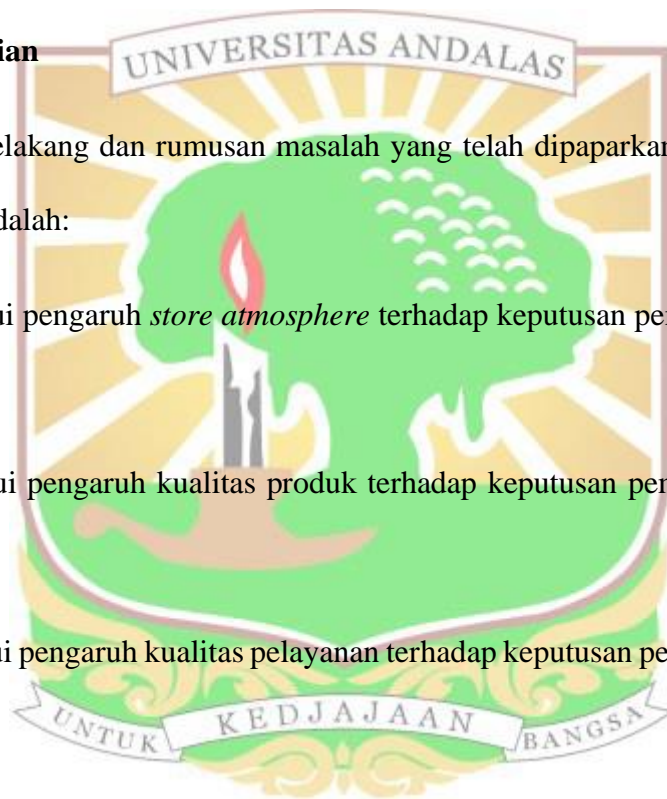 UNIVERSITAS ANDALAS
ian
elakang dan rumusan masalah yang telah dipaparkan
dalah:
ui pengaruh store atmosphere terhadap keputusan pe
ui pengaruh kualitas produk terhadap keputusan pem
ui pengaruh kualitas pelayanan terhadap keputusan pe
UNTUK KEDJAJAAN BANGSA